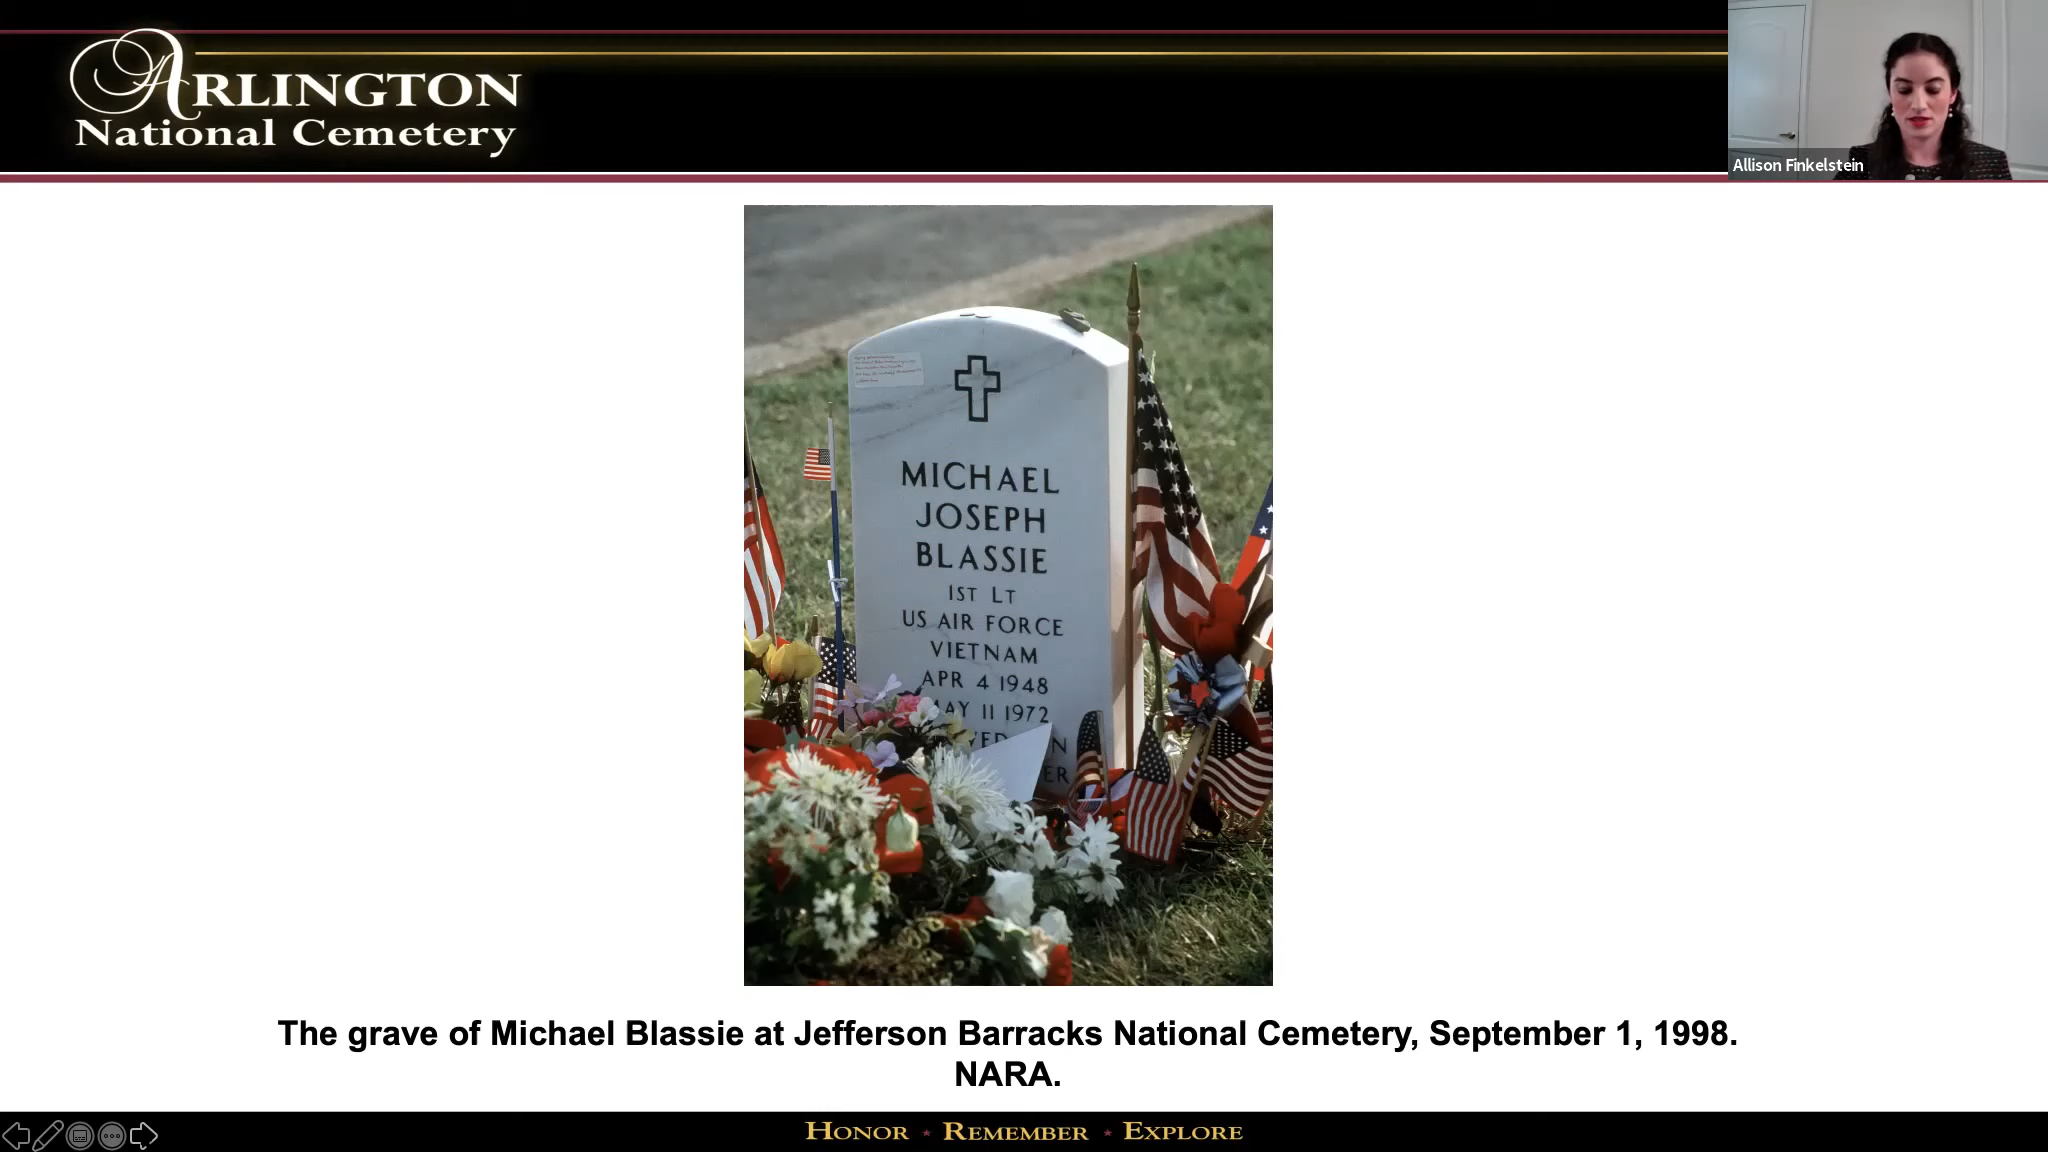 ARLINGTON
National Cemetery
Allison Finkelstein
MICHAEL
JOSEPH
BLASSIE
1ST LT
US AIR FORCE
VIETNAM
APR 4 1948
MAY 11 1972
The grave of Michael Blassie at Jefferson Barracks National Cemetery, September 1, 1998.
NARA.
HONOR ★ REMEMBER ★ EXPLORE